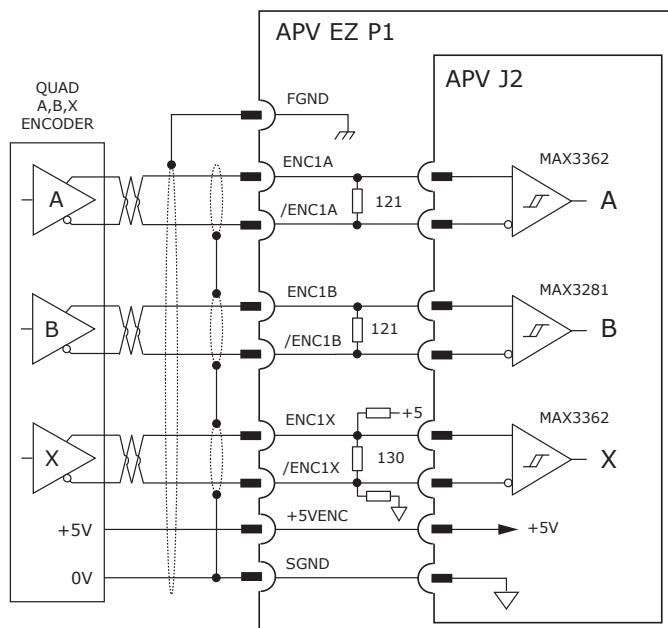 APV EZ P1
APV J2
QUAD
A,B,X
ENCODER
FGND
ENC1A
MAX3362
A
121
A
/ENC1A
ENC1B
MAX3281
B
121
B
/ENC1B
ENC1X
+5
MAX3362
X
130
X
/ENC1X
+5V
+5VENC
+5V
0V
SGND